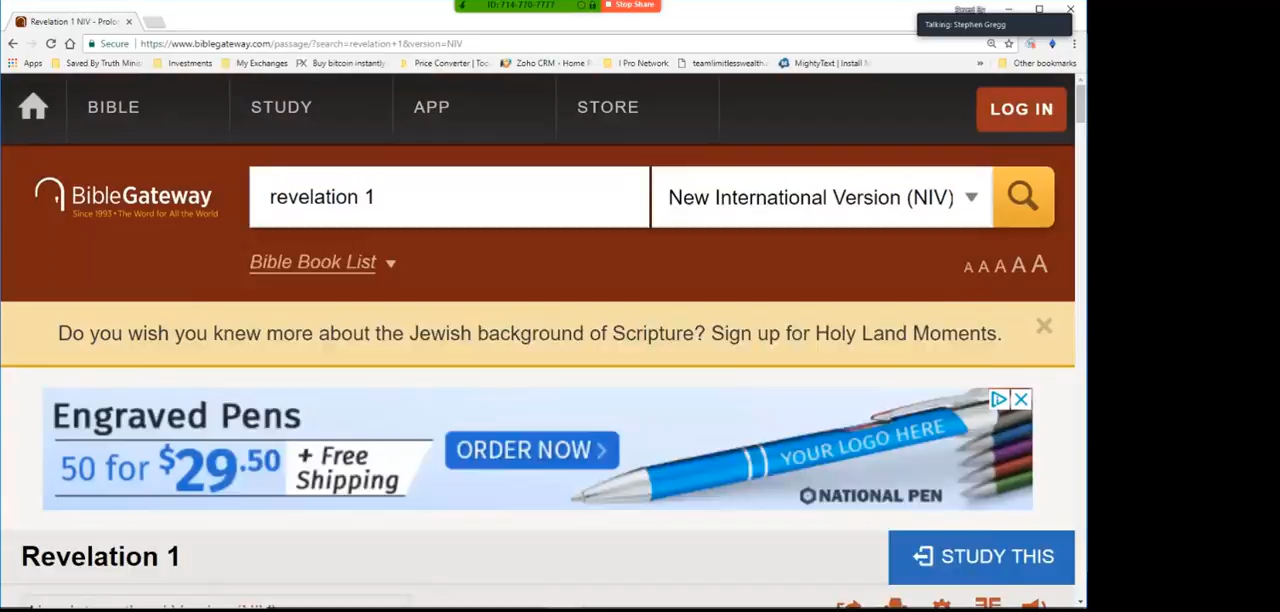 ID: 714-770-7777
Stop Share
Revelation 1 NIV - Prolo
Talking: Stephen Gregg
Secure
https://www.biblegateway.com/passage/?search=revelation+1&version=NIV
Apps
Saved By Truth Mini
Investments
My Exchanges
Buy bitcoin instantly
Price Converter | Too
Zoho CRM - Home P
I Pro Network
teamlimitlesswealth.
MightyText | Install M
»
Other bookmarks
BIBLE
STUDY
APP
STORE
LOG IN
BibleGateway
Since 1993 • The Word for All the World
revelation 1
New International Version (NIV)
Bible Book List
A A A A A
Do you wish you knew more about the Jewish background of Scripture? Sign up for Holy Land Moments.
Engraved Pens
50 for $29.50
+ Free
Shipping
ORDER NOW
YOUR LOGO HERE
NATIONAL PEN
Revelation 1
STUDY THIS